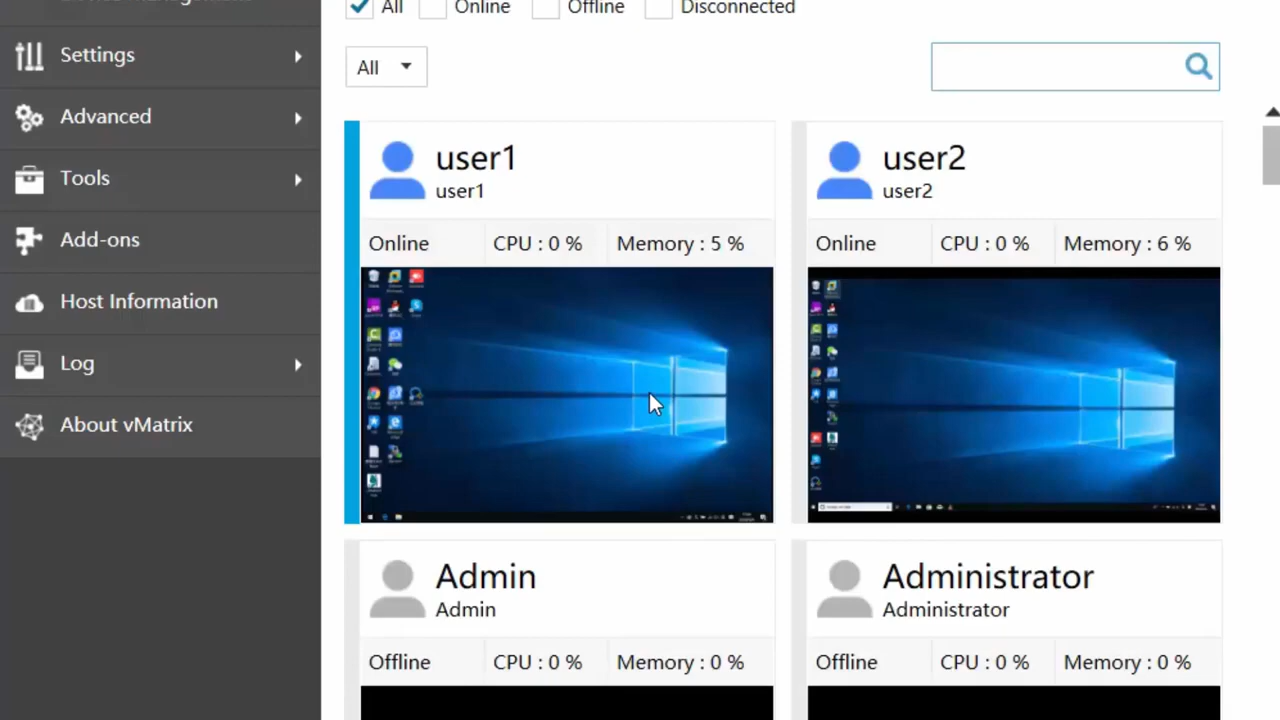 All Online Offline Disconnected
Settings
All
Advanced
Tools
Add-ons
Host Information
Log
About vMatrix
user1
user1
Online CPU : 0 % Memory : 5 %
user2
user2
Online CPU : 0 % Memory : 6 %
Admin
Admin
Offline CPU : 0 % Memory : 0 %
Administrator
Administrator
Offline CPU : 0 % Memory : 0 %